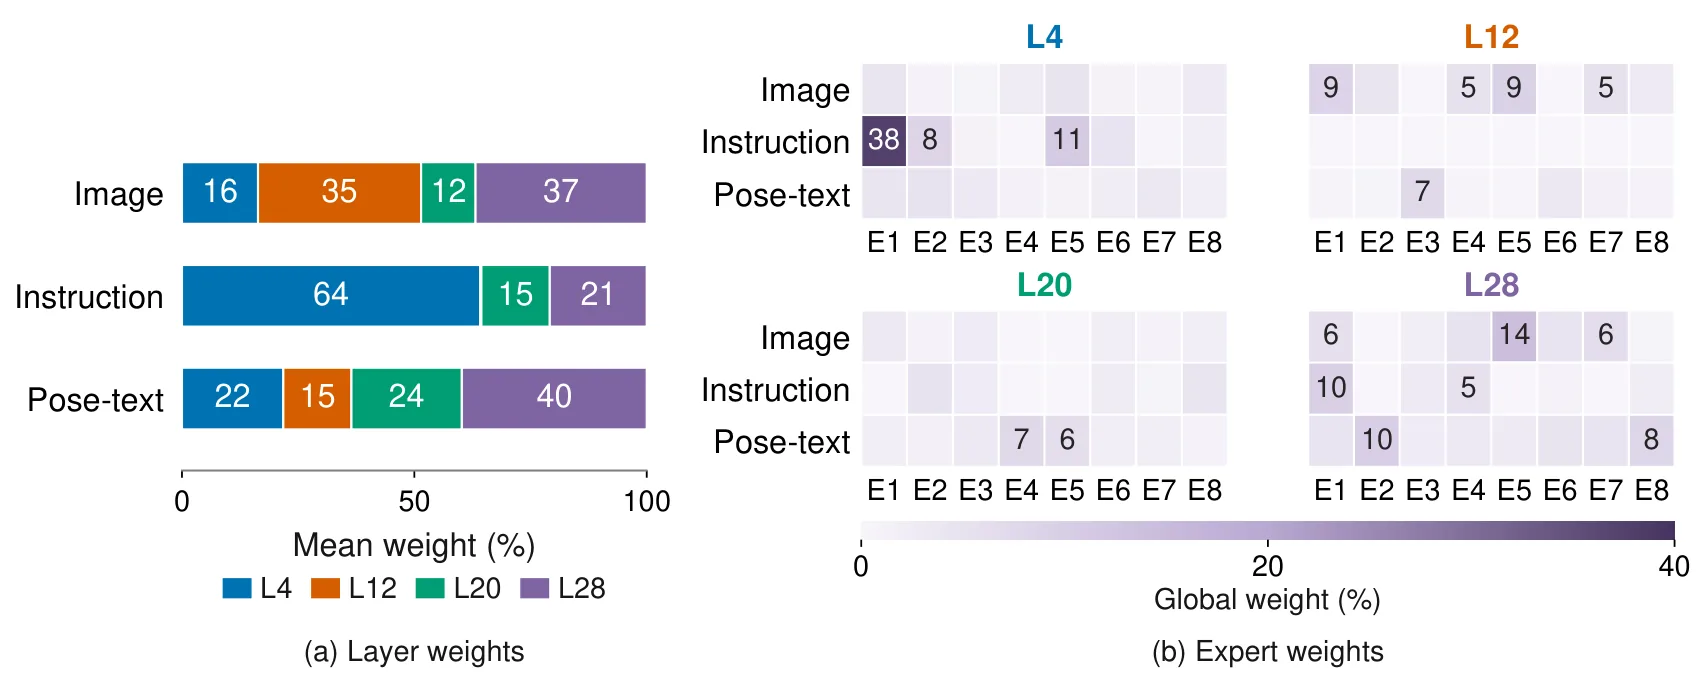 Image 16 35 12 37
Instruction 64 15 21
Pose-text 22 15 24 40
0 50 100
Mean weight (%)
L4 L12 L20 L28
(a) Layer weights
L4
Image
Instruction 38 8 11
Pose-text
E1 E2 E3 E4 E5 E6 E7 E8
L12
9 5 9 5
7
E1 E2 E3 E4 E5 E6 E7 E8
L20
Image
Instruction
Pose-text 7 6
E1 E2 E3 E4 E5 E6 E7 E8
L28
6 14 6
10 5
10 8
E1 E2 E3 E4 E5 E6 E7 E8
0 20 40
Global weight (%)
(b) Expert weights